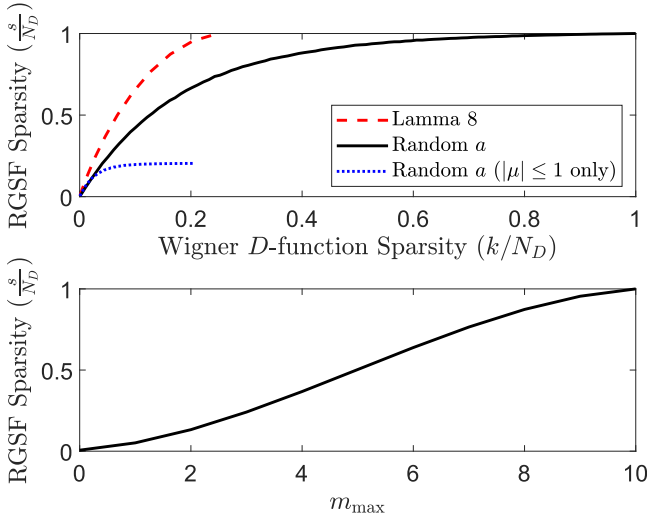 RGSF Sparsity (s/N_D)
1
0.5
0
Lamma 8
Random a
Random a (|μ| ≤ 1 only)
0 0.2 0.4 0.6 0.8 1
Wigner D-function Sparsity (k/N_D)
RGSF Sparsity (s/N_D)
1
0.5
0
0 2 4 6 8 10
m_max